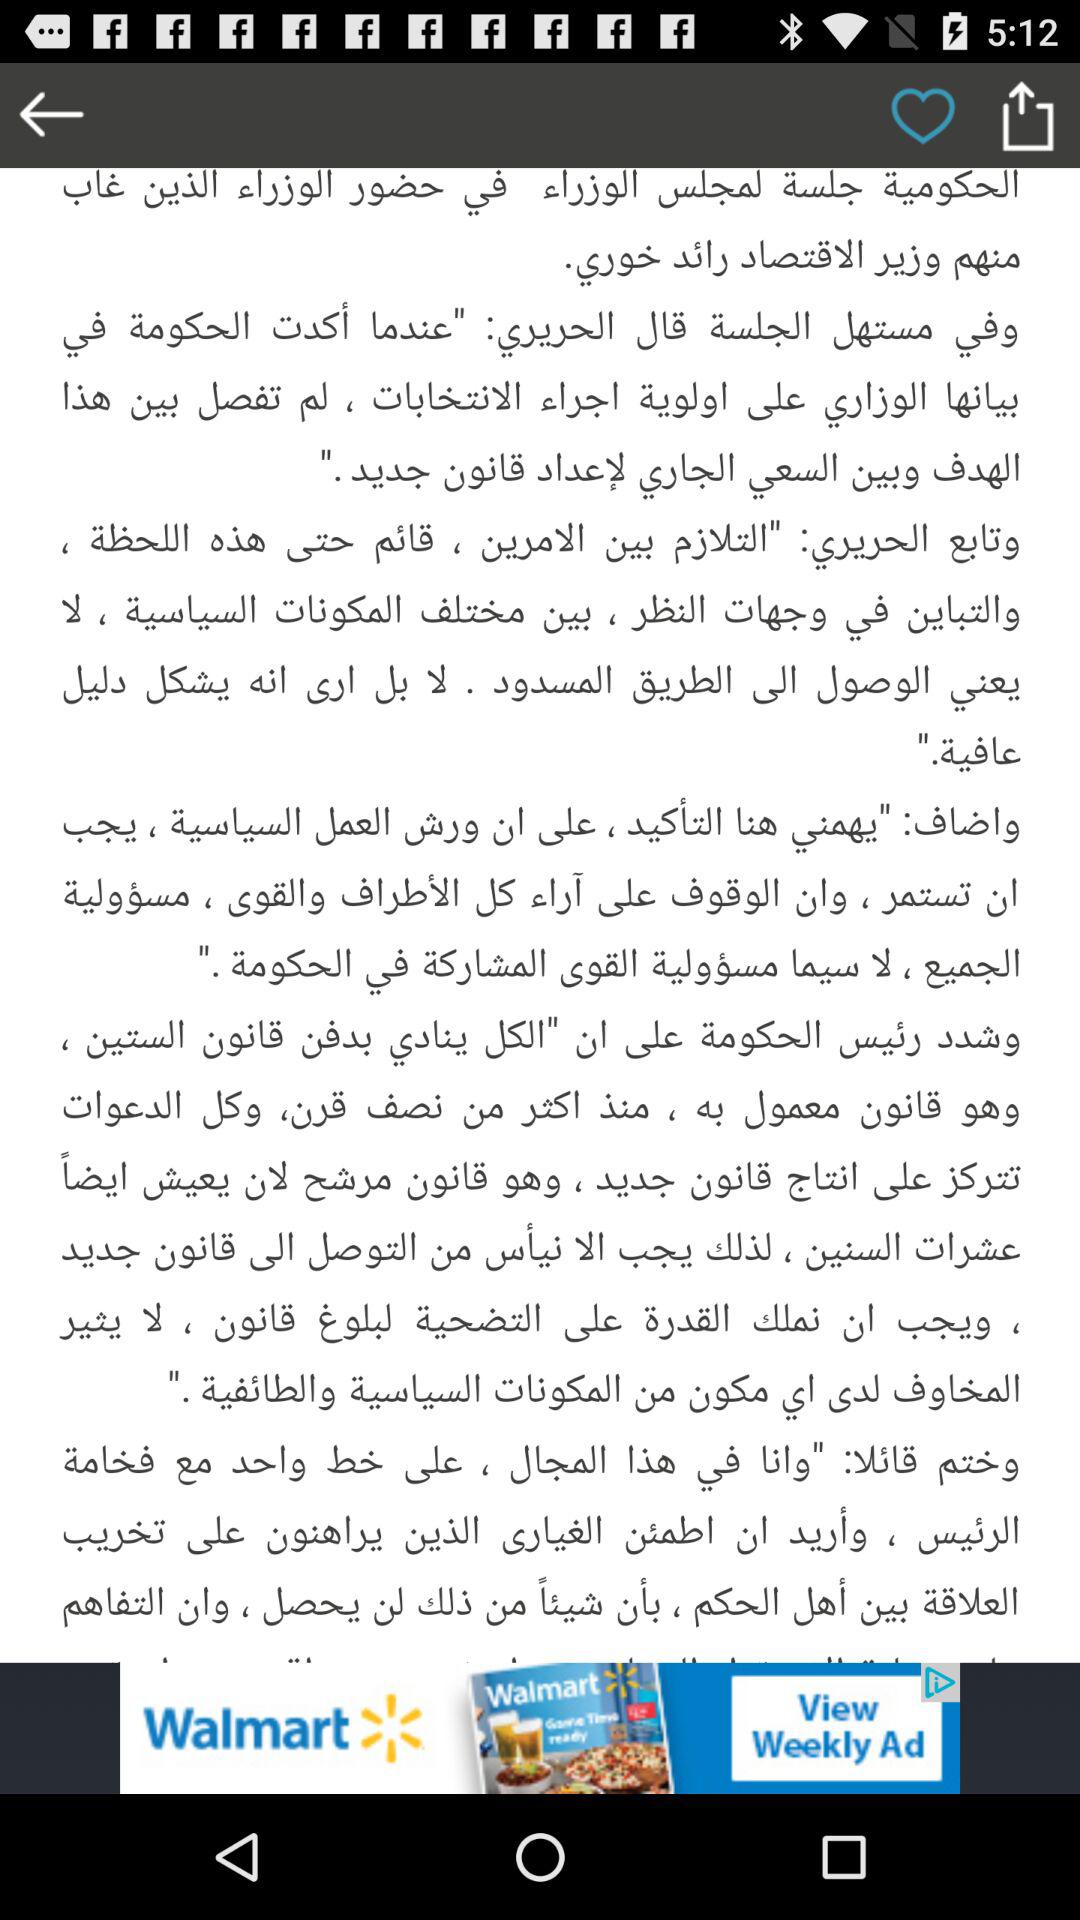 5:12
الحكومية جلسة لمجلس الوزراء في حضور الوزراء الذين غاب
منهم وزير الاقتصاد رائد خوري.
وفي مستهل الجلسة قال الحريري: "عندما أكدت الحكومة في
بيانها الوزاري على اولوية اجراء الانتخابات ، لم تفصل بين هذا
الهدف وبين السعي الجاري لإعداد قانون جديد ."
وتابع الحريري: "التلازم بين الامرين ، قائم حتى هذه اللحظة ،
والتباين في وجهات النظر ، بين مختلف المكونات السياسية ، لا
يعني الوصول الى الطريق المسدود . لا بل ارى انه يشكل دليل
عافية."
واضاف: "يهمني هنا التأكيد ، على ان ورش العمل السياسية ، يجب
ان تستمر ، وان الوقوف على آراء كل الأطراف والقوى ، مسؤولية
الجميع ، لا سيما مسؤولية القوى المشاركة في الحكومة ."
وشدد رئيس الحكومة على ان "الكل ينادي بدفن قانون الستين ،
وهو قانون معمول به ، منذ اكثر من نصف قرن، وكل الدعوات
تتركز على انتاج قانون جديد ، وهو قانون مرشح لان يعيش ايضاً
عشرات السنين ، لذلك يجب الا نيأس من التوصل الى قانون جديد
، ويجب ان نملك القدرة على التضحية لبلوغ قانون ، لا يثير
المخاوف لدى اي مكون من المكونات السياسية والطائفية ."
وختم قائلا: "وانا في هذا المجال ، على خط واحد مع فخامة
الرئيس ، وأريد ان اطمئن الغيارى الذين يراهنون على تخريب
العلاقة بين أهل الحكم ، بأن شيئاً من ذلك لن يحصل ، وان التفاهم
Walmart
Walmart
Game Time
ready
View
Weekly Ad